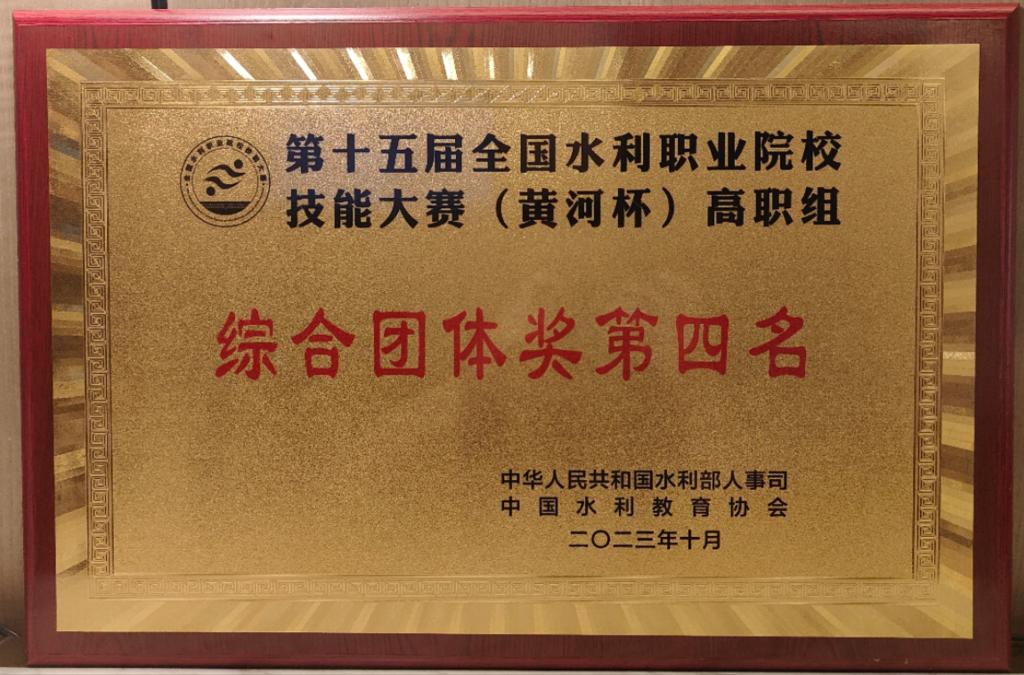 第十五届全国水利职业院校
技能大赛（黄河杯）高职组
综合团体奖第四名
中华人民共和国水利部人事司
中国水利教育协会
二〇二三年十月